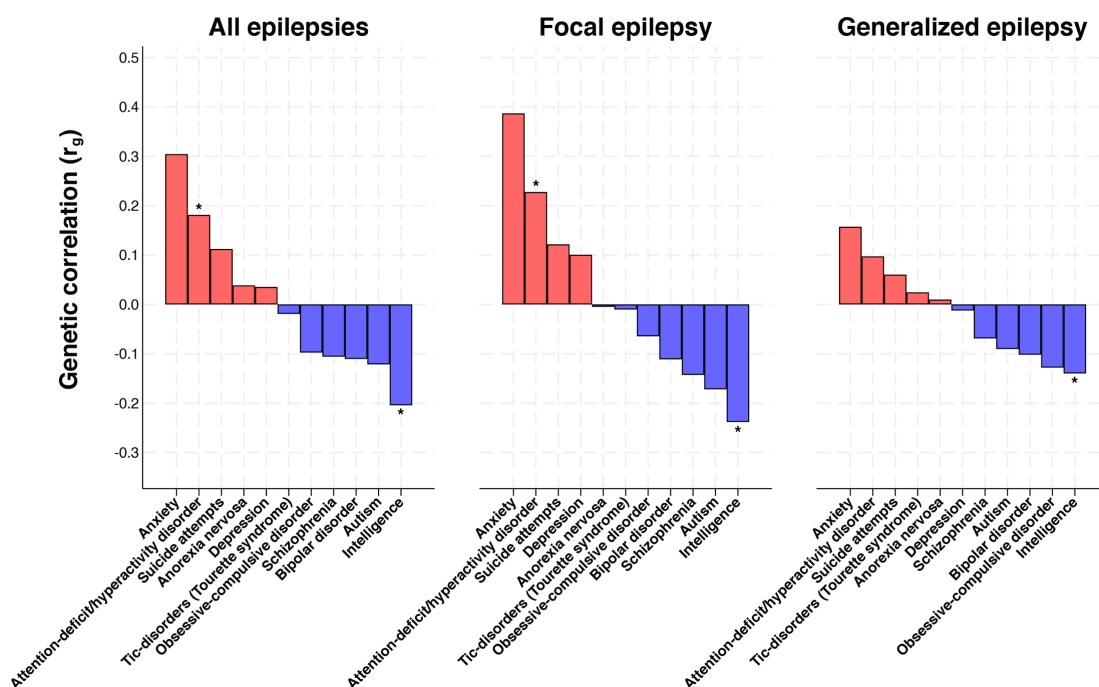 All epilepsies
Focal epilepsy
Generalized epilepsy
Genetic correlation (rg)
0.5
0.4
0.3
0.2
0.1
0.0
-0.1
-0.2
-0.3
*
*
*
*
*
Anxiety
Attention-deficit/hyperactivity disorder
Suicide attempts
Anorexia nervosa
Depression
Tic-disorders (Tourette syndrome)
Obsessive-compulsive disorder
Schizophrenia
Bipolar disorder
Autism
Intelligence
Anxiety
Attention-deficit/hyperactivity disorder
Suicide attempts
Depression
Anorexia nervosa
Tic-disorders (Tourette syndrome)
Obsessive-compulsive disorder
Bipolar disorder
Schizophrenia
Autism
Intelligence
Anxiety
Attention-deficit/hyperactivity disorder
Suicide attempts
Tic-disorders (Tourette syndrome)
Anorexia nervosa
Depression
Schizophrenia
Autism
Bipolar disorder
Obsessive-compulsive disorder
Intelligence